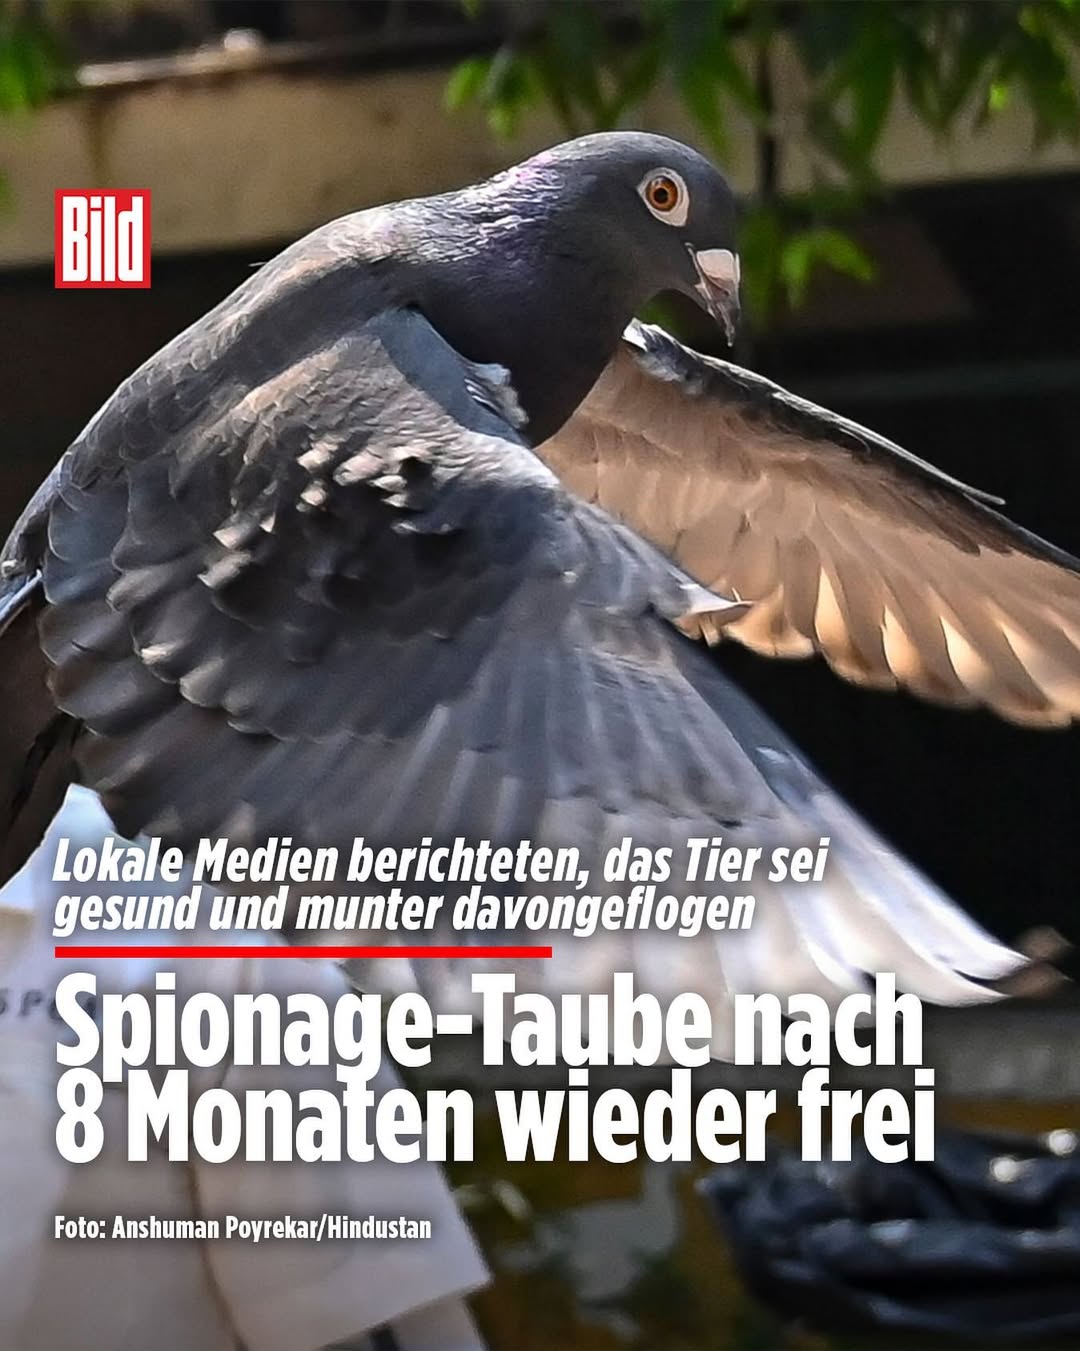 Bild
Lokale Medien berichteten, das Tier sei
gesund und munter davongeflogen
Spionage-Taube nach
8 Monaten wieder frei
Foto: Anshuman Poyrekar/Hindustan